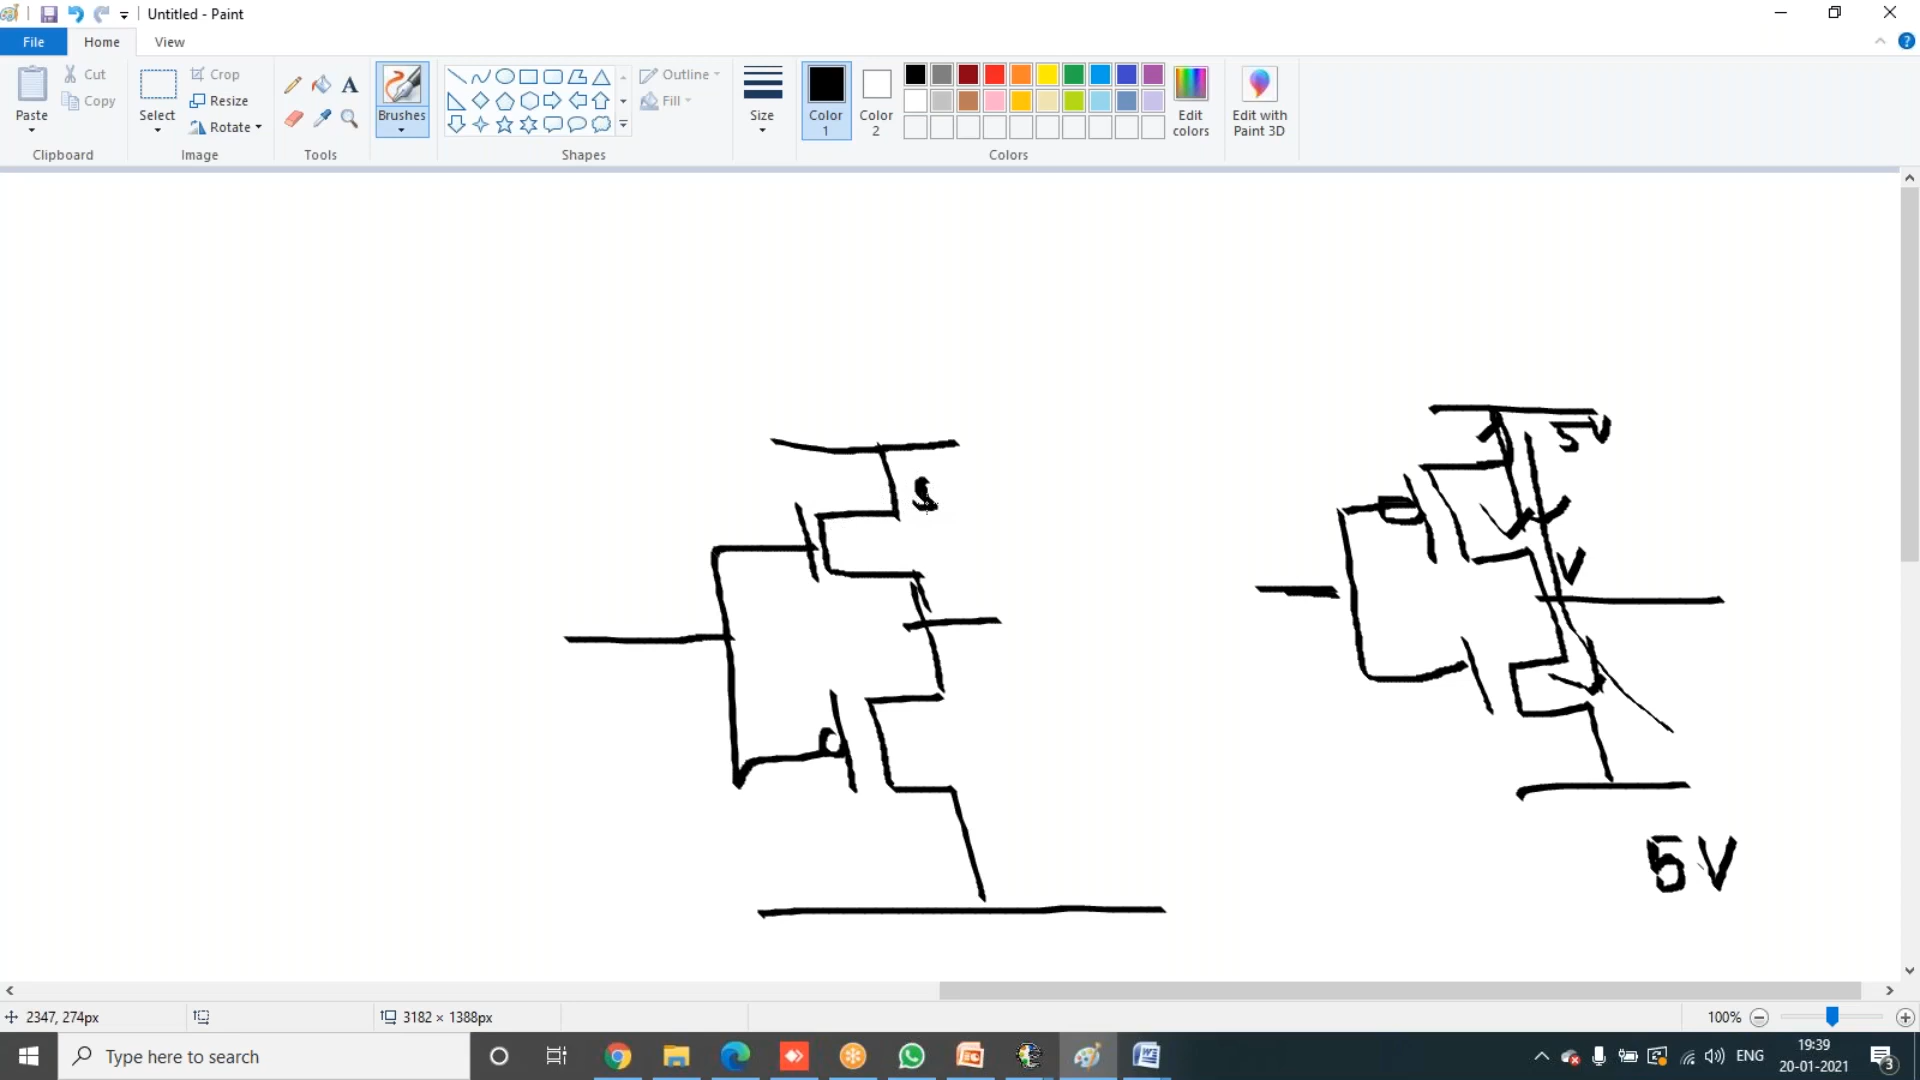 Untitled - Paint
File Home View
Paste
Cut
Copy
Clipboard
Select
Crop
Resize
Rotate
Image
Tools
A
Brushes
Shapes
Outline
Fill
Size
Color 1
Color 2
Colors
Edit colors
Edit with Paint 3D
5V
S
5V
2347, 274px
3182 × 1388px
100%
Type here to search
ENG
19:39
20-01-2021
3